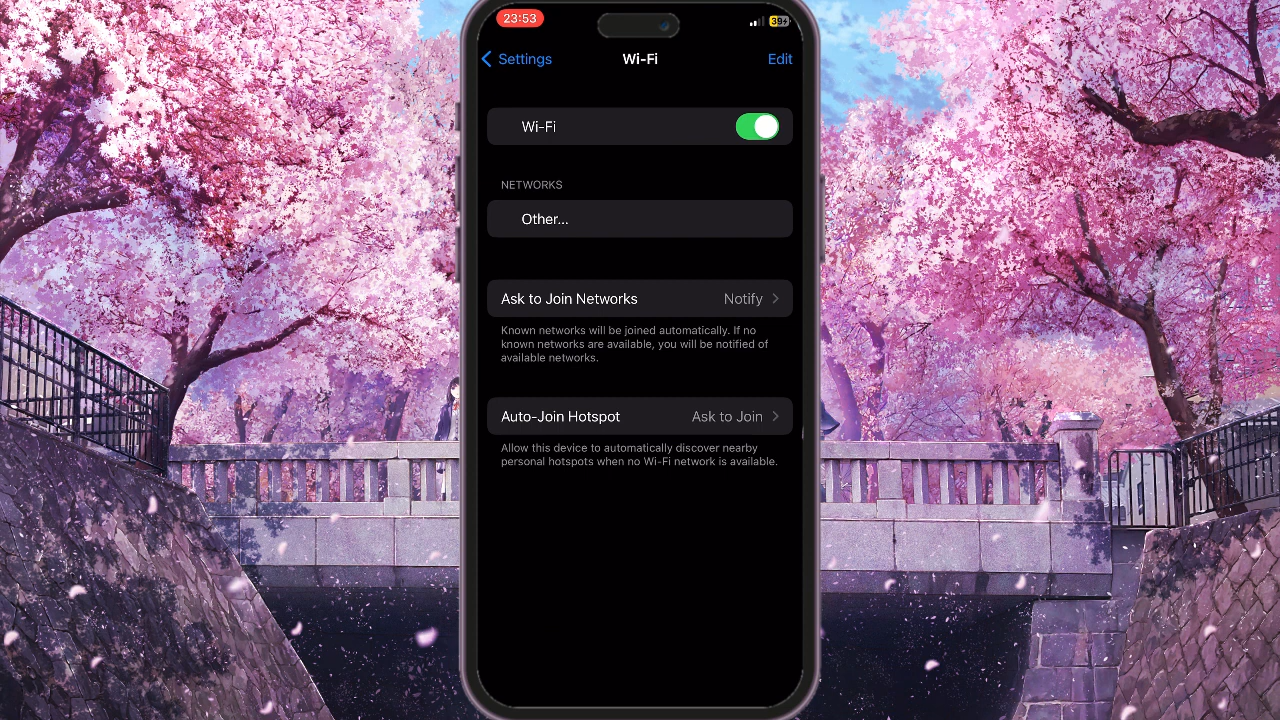 23:53
39
Settings
Wi-Fi
Edit
Wi-Fi
NETWORKS
Other...
Ask to Join Networks
Notify
Known networks will be joined automatically. If no
known networks are available, you will be notified of
available networks.
Auto-Join Hotspot
Ask to Join
Allow this device to automatically discover nearby
personal hotspots when no Wi-Fi network is available.